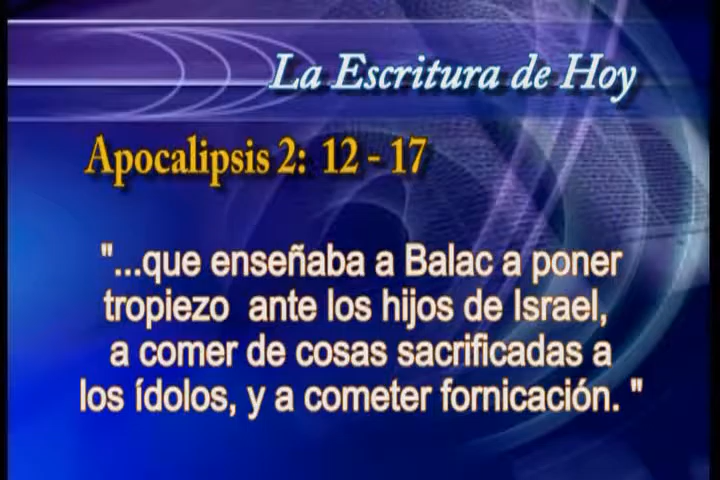 La Escritura de Hoy
Apocalipsis 2: 12 - 17
"...que enseñaba a Balac a poner
tropiezo ante los hijos de Israel,
a comer de cosas sacrificadas a
los ídolos, y a cometer fornicación. "